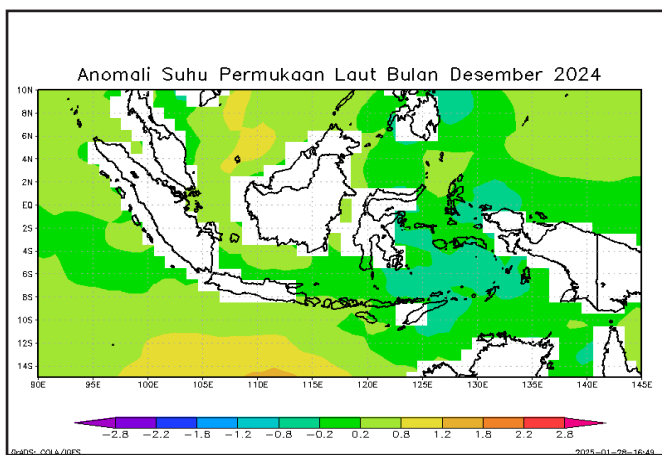 Anomali Suhu Permukaan Laut Bulan Desember 2024
10N
8N
6N
4N
2N
EQ
2S
4S
6S
8S
10S
12S
14S
90E 95E 100E 105E 110E 115E 120E 125E 130E 135E 140E 145E
-2.8 -2.2 -1.8 -1.2 -0.8 -0.2 0.2 0.8 1.2 1.8 2.2 2.8
GrADS: COLA/IGES 2025-01-28-16:49